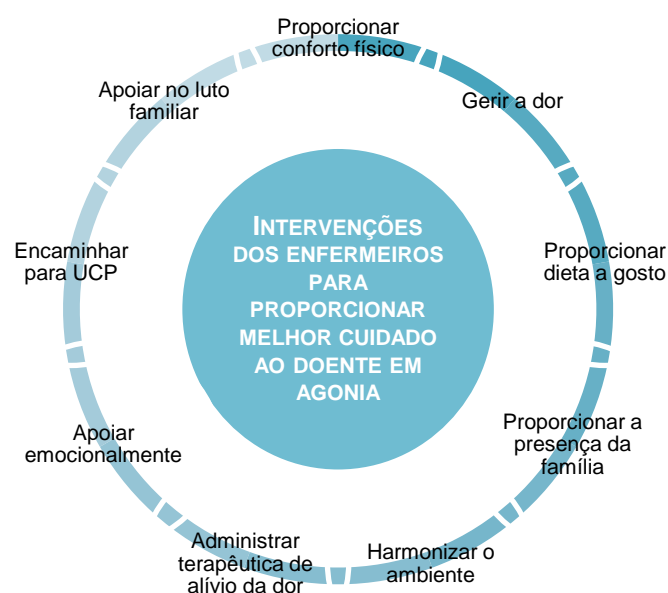 Proporcionar
conforto físico
Gerir a dor
Proporcionar
dieta a gosto
Proporcionar a
presença da
família
Harmonizar o
ambiente
Administrar
terapêutica de
alívio da dor
Apoiar
emocionalmente
Encaminhar
para UCP
Apoiar no luto
familiar
INTERVENÇÕES
DOS ENFERMEIROS
PARA
PROPORCIONAR
MELHOR CUIDADO
AO DOENTE EM
AGONIA